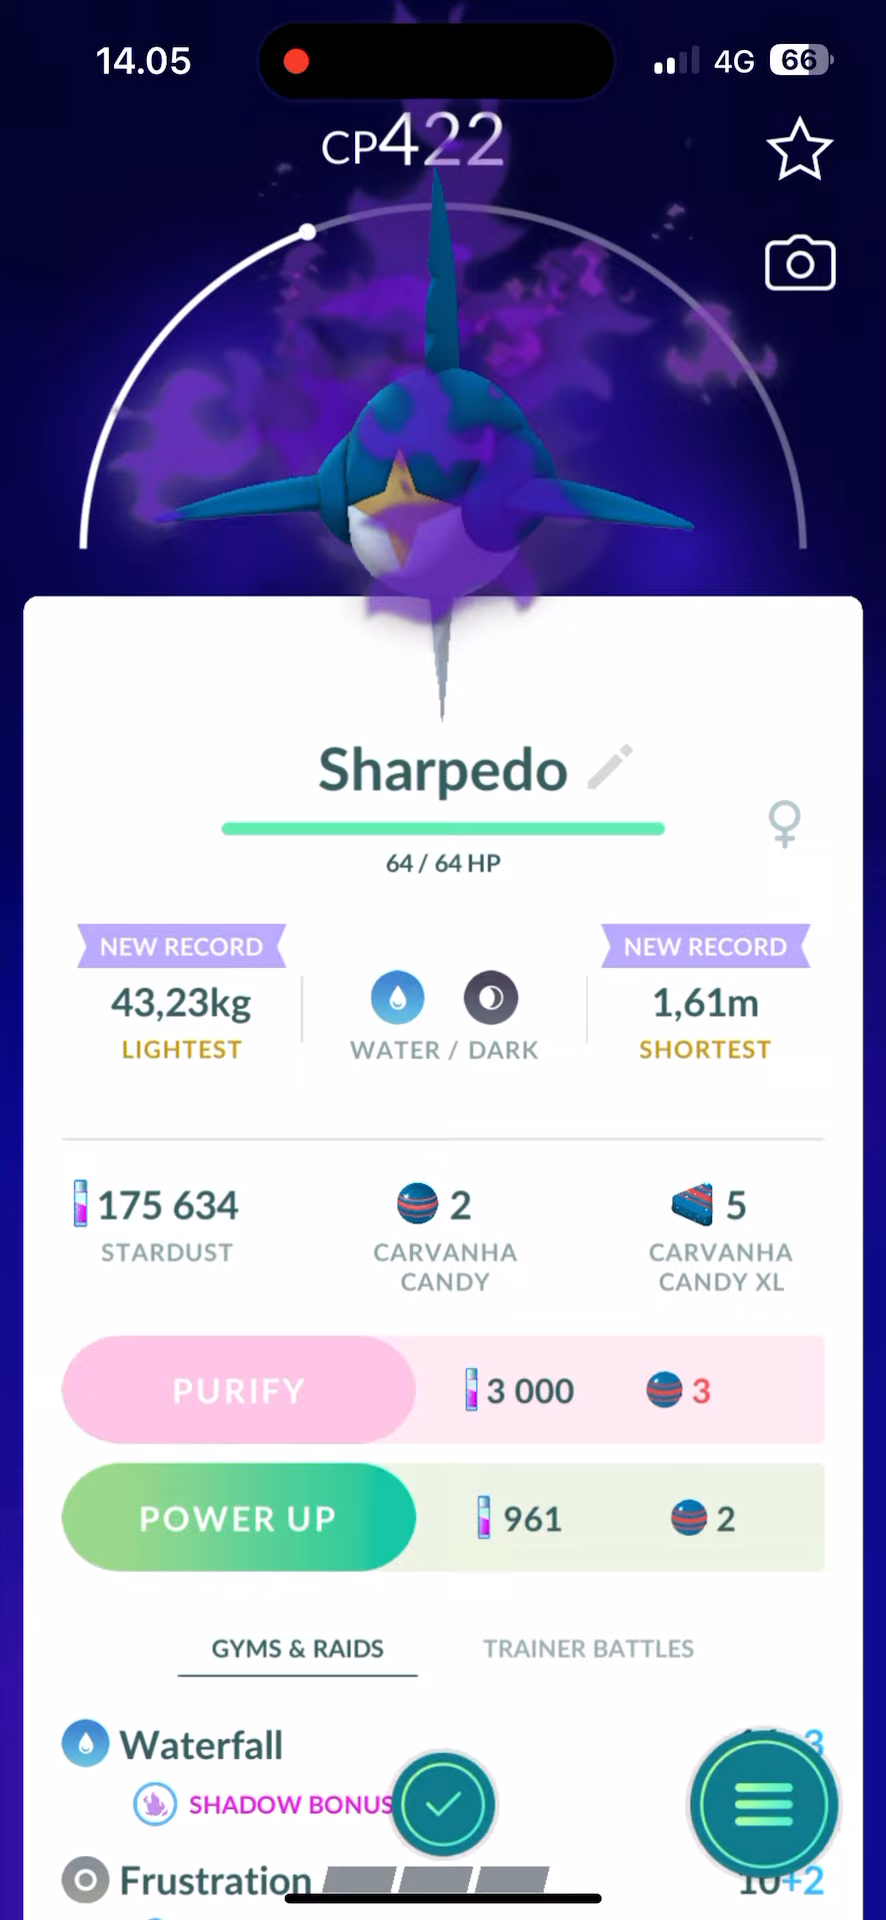 14.05
4G 66
CP422
Sharpedo
64 / 64 HP
NEW RECORD
43,23kg
LIGHTEST
WATER / DARK
NEW RECORD
1,61m
SHORTEST
175 634
STARDUST
2
CARVANHA
CANDY
5
CARVANHA
CANDY XL
PURIFY 3 000 3
POWER UP 961 2
GYMS & RAIDS TRAINER BATTLES
Waterfall
SHADOW BONUS
Frustration 10+2